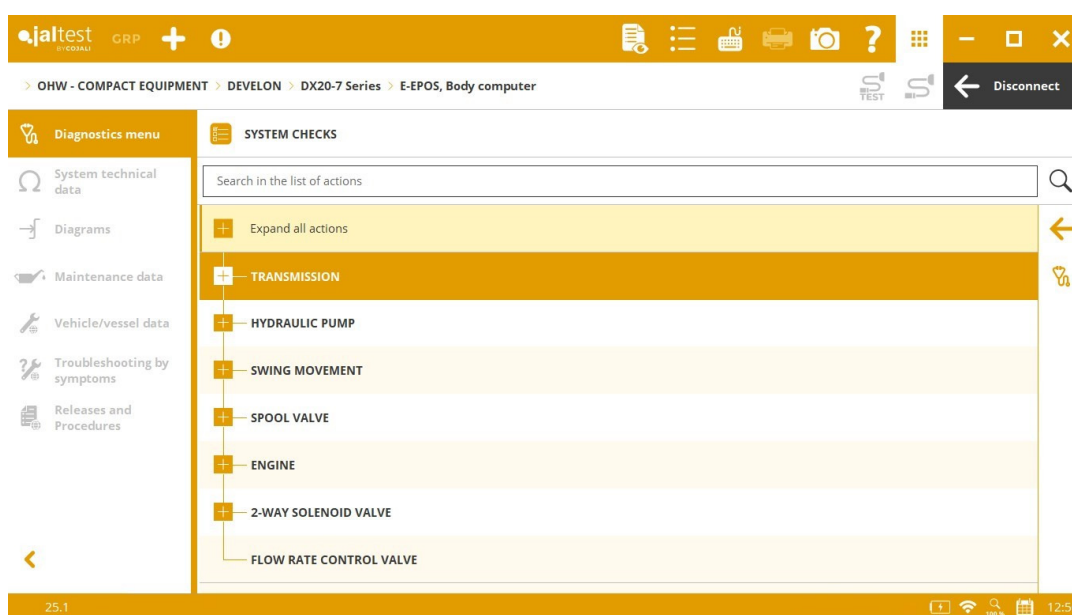 jaltest
BY COJALI
GRP
?
> OHW - COMPACT EQUIPMENT > DEVELON > DX20-7 Series > E-EPOS, Body computer
TEST
Disconnect
Diagnostics menu
SYSTEM CHECKS
System technical
data
Search in the list of actions
Diagrams
Expand all actions
Maintenance data
TRANSMISSION
Vehicle/vessel data
HYDRAULIC PUMP
Troubleshooting by
symptoms
SWING MOVEMENT
Releases and
Procedures
SPOOL VALVE
ENGINE
2-WAY SOLENOID VALVE
FLOW RATE CONTROL VALVE
25.1
100 %
12:5